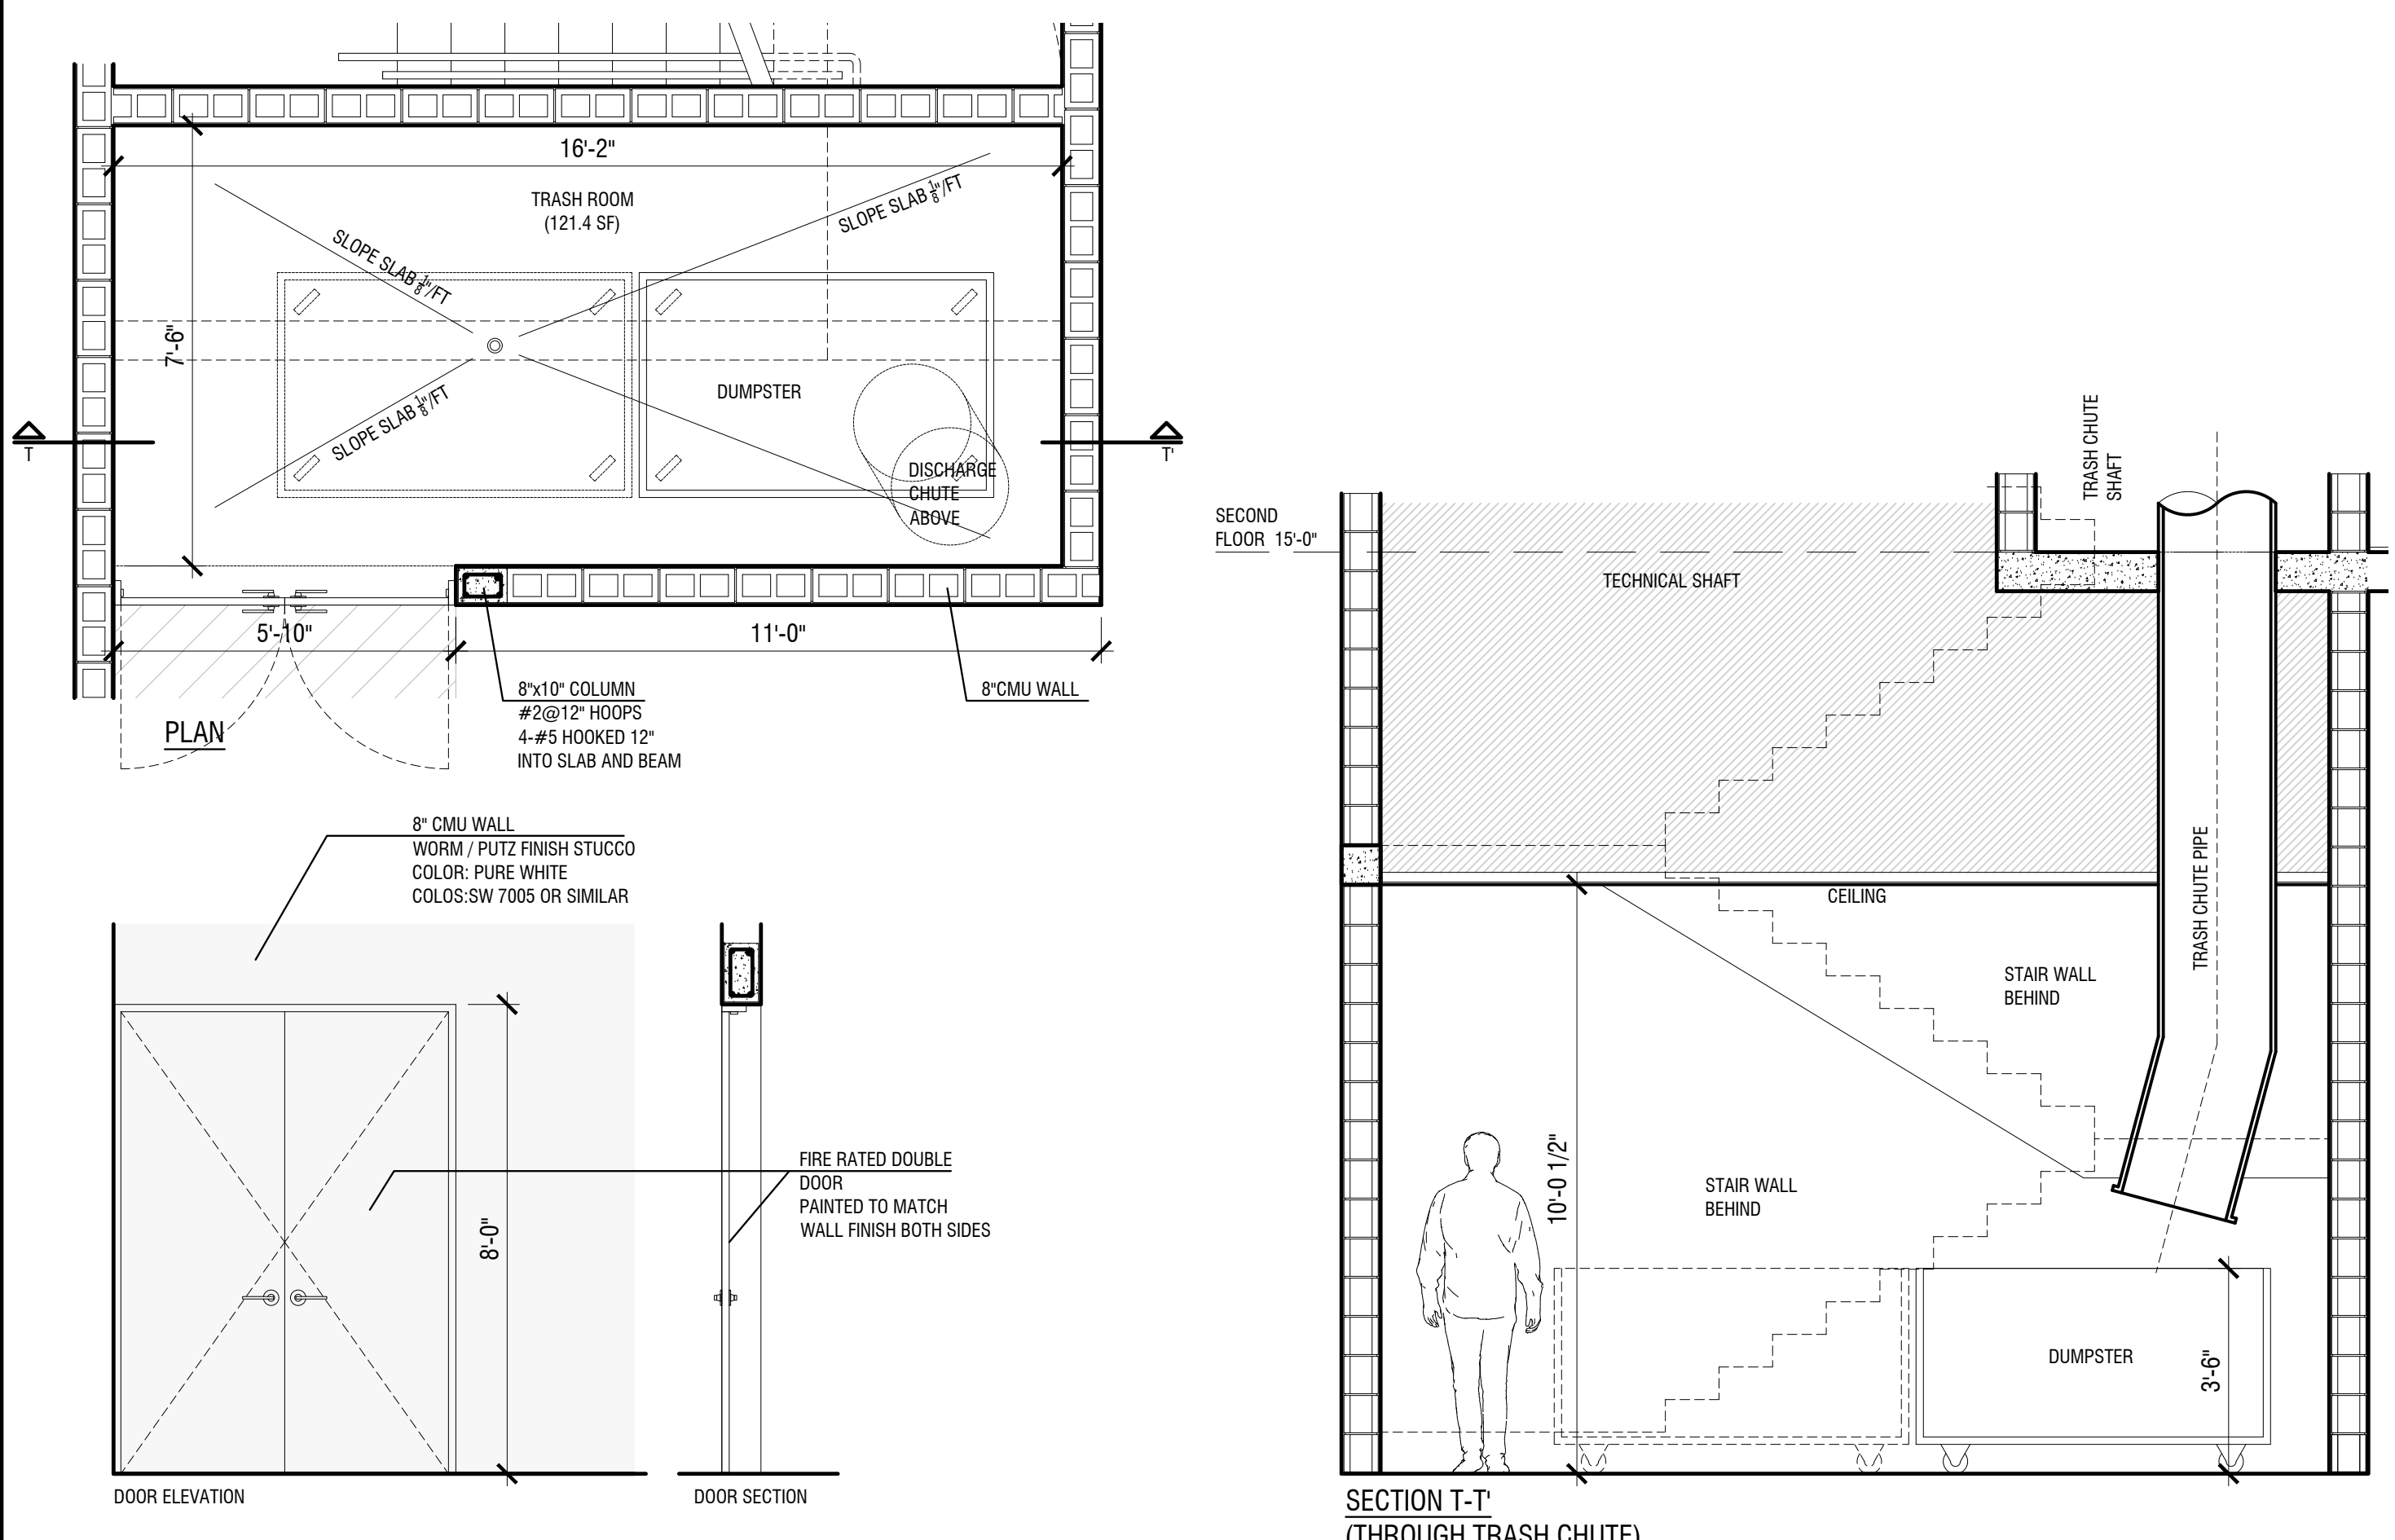 16'-2"
TRASH ROOM
(121.4 SF)
SLOPE SLAB 1/8"/FT
SLOPE SLAB 1/8"/FT
7'-6"
SLOPE SLAB 1/8"/FT
DUMPSTER
T
T'
DISCHARGE
CHUTE
ABOVE
5'-10"
11'-0"
8"x10" COLUMN
#2@12" HOOPS
4-#5 HOOKED 12"
INTO SLAB AND BEAM
8"CMU WALL
PLAN
8" CMU WALL
WORM / PUTZ FINISH STUCCO
COLOR: PURE WHITE
COLOS:SW 7005 OR SIMILAR
8'-0"
FIRE RATED DOUBLE
DOOR
PAINTED TO MATCH
WALL FINISH BOTH SIDES
DOOR ELEVATION
DOOR SECTION
TRASH CHUTE
SHAFT
SECOND
FLOOR 15'-0"
TECHNICAL SHAFT
CEILING
TRASH CHUTE PIPE
STAIR WALL
BEHIND
10'-0 1/2"
STAIR WALL
BEHIND
DUMPSTER
3'-6"
SECTION T-T'
(THROUGH TRASH CHUTE)